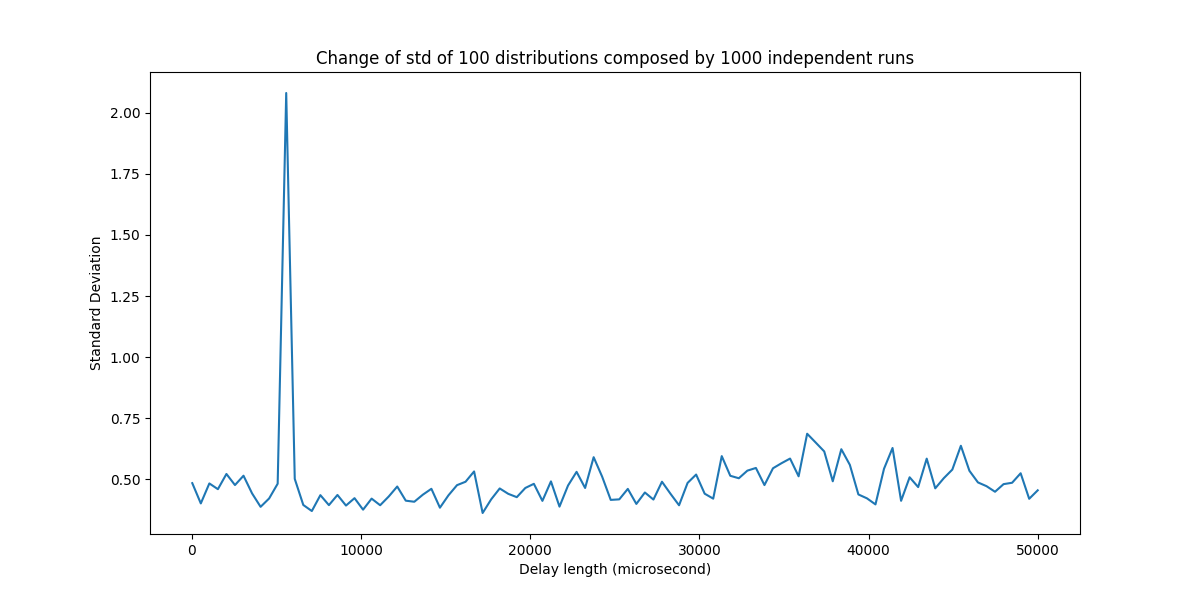 Change of std of 100 distributions composed by 1000 independent runs
2.00
1.75
1.50
1.25
1.00
0.75
0.50
Standard Deviation
0 10000 20000 30000 40000 50000
Delay length (microsecond)